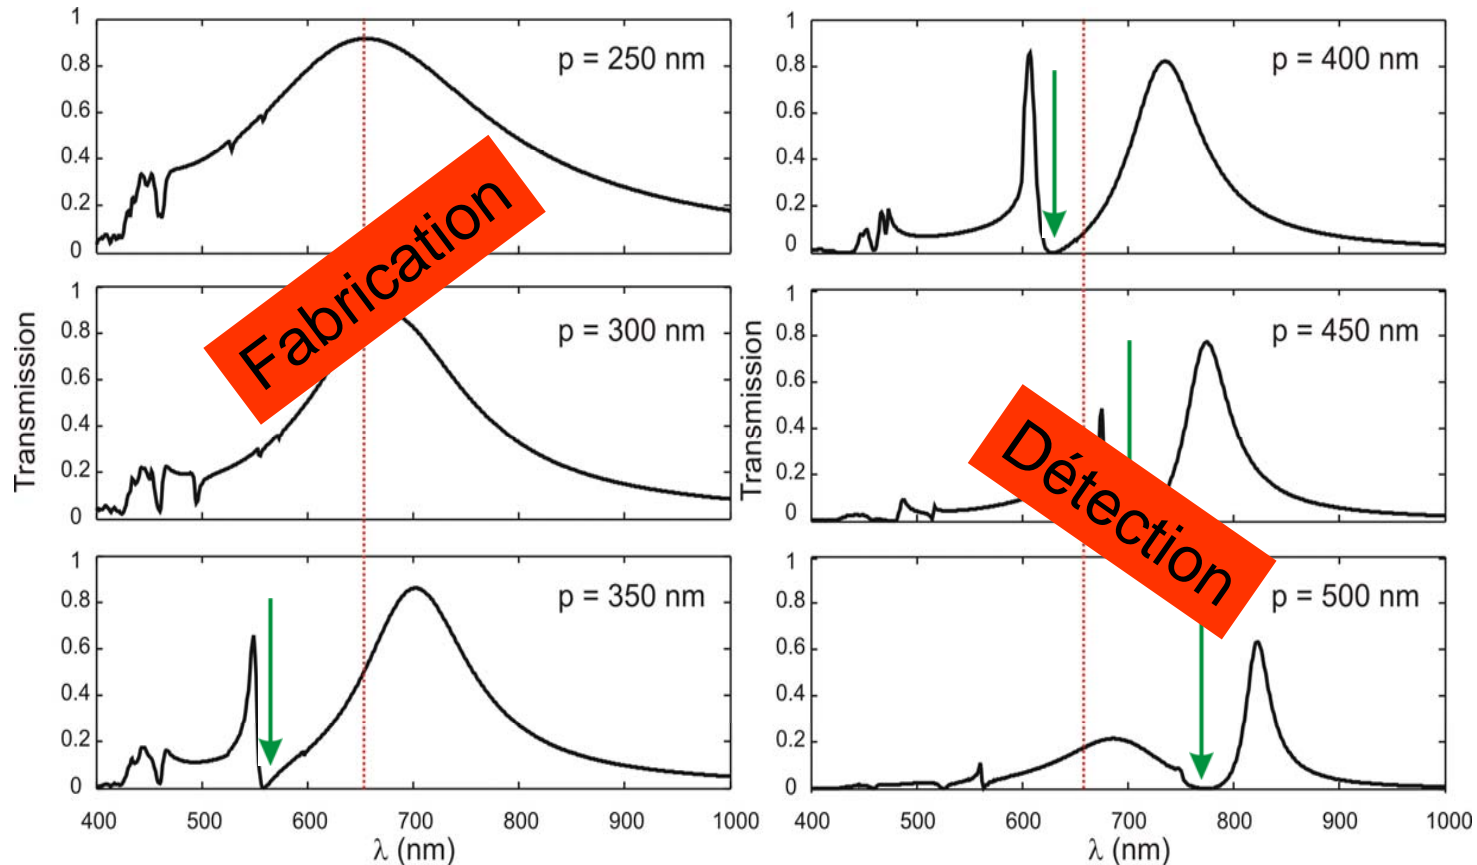 1
0.8
0.6
0.4
0.2
0
p = 250 nm
1
0.8
0.6
0.4
0.2
0
p = 300 nm
Transmission
1
0.8
0.6
0.4
0.2
0
p = 350 nm
400 500 600 700 800 900 1000
λ (nm)
Fabrication
1
0.8
0.6
0.4
0.2
0
p = 400 nm
1
0.8
0.6
0.4
0.2
0
p = 450 nm
Transmission
1
0.8
0.6
0.4
0.2
0
p = 500 nm
400 500 600 700 800 900 1000
λ (nm)
Détection